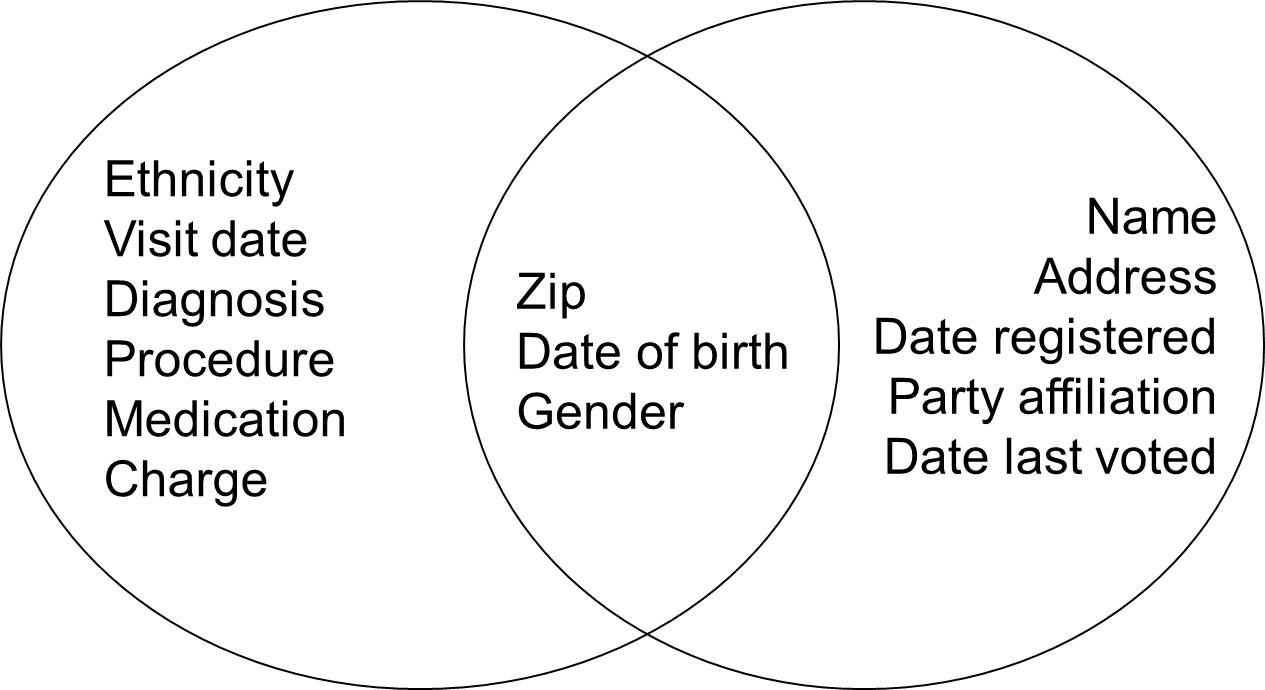 Ethnicity
Visit date
Diagnosis
Procedure
Medication
Charge
Zip
Date of birth
Gender
Name
Address
Date registered
Party affiliation
Date last voted